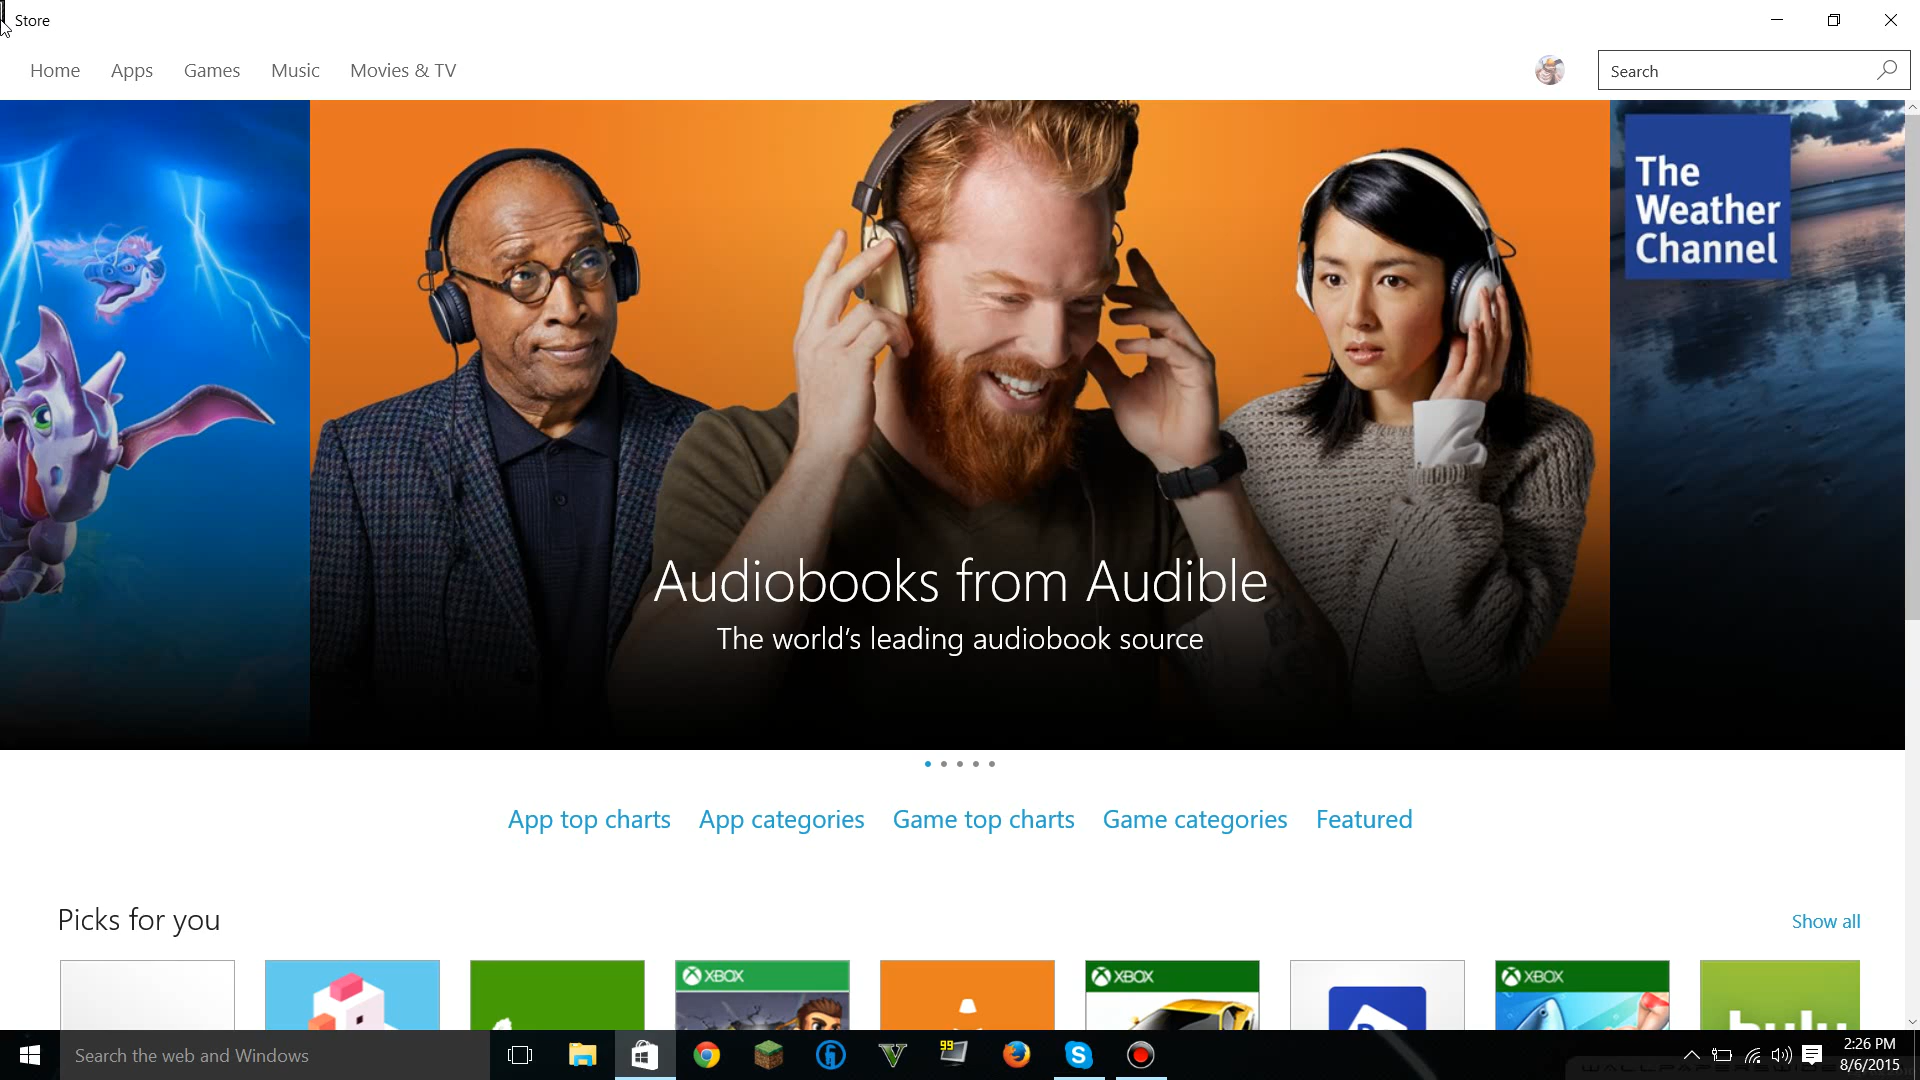 Store
Home Apps Games Music Movies & TV
Search
The
Weather
Channel
Audiobooks from Audible
The world's leading audiobook source
App top charts App categories Game top charts Game categories Featured
Picks for you
Show all
XBOX XBOX XBOX
hulu
Search the web and Windows
99
2:26 PM
8/6/2015